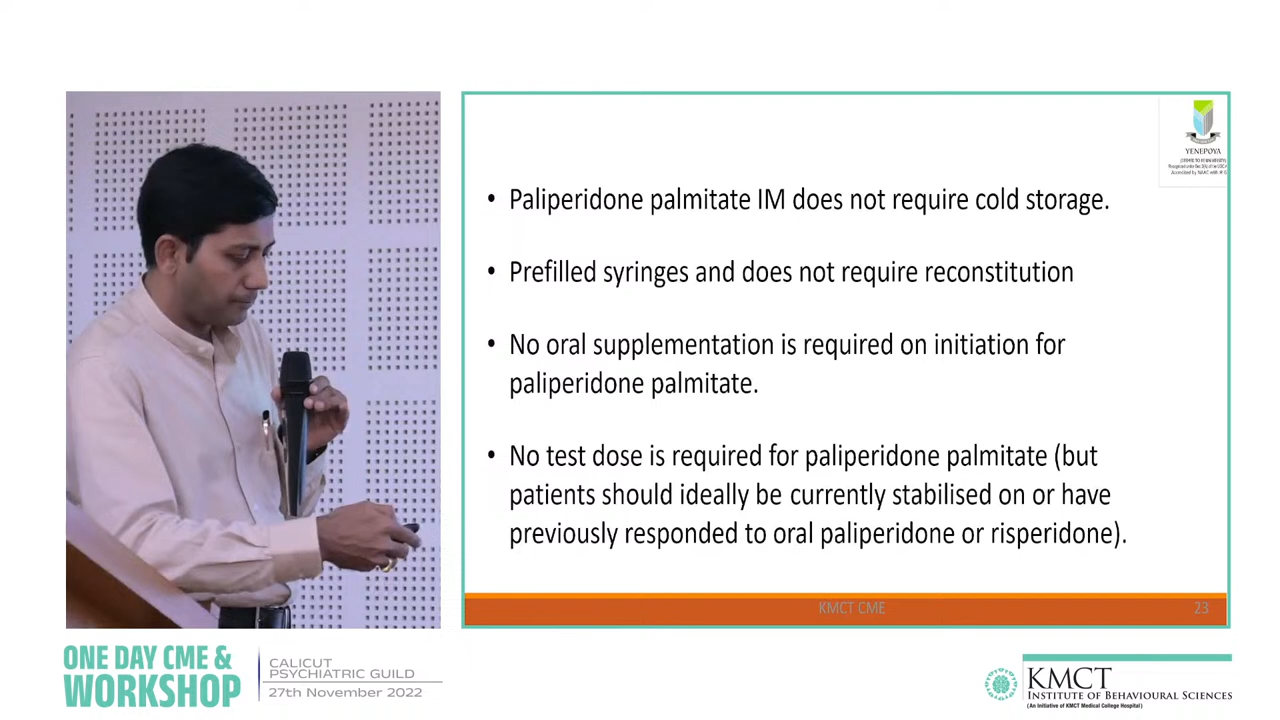 YENEPOYA
• Paliperidone palmitate IM does not require cold storage.
• Prefilled syringes and does not require reconstitution
• No oral supplementation is required on initiation for
paliperidone palmitate.
• No test dose is required for paliperidone palmitate (but
patients should ideally be currently stabilised on or have
previously responded to oral paliperidone or risperidone).
KMCT CME
23
ONE DAY CME &
WORKSHOP
CALICUT
PSYCHIATRIC GUILD
27th November 2022
KMCT
INSTITUTE OF BEHAVIOURAL SCIENCES
(An Initiative of KMCT Medical College Hospital)